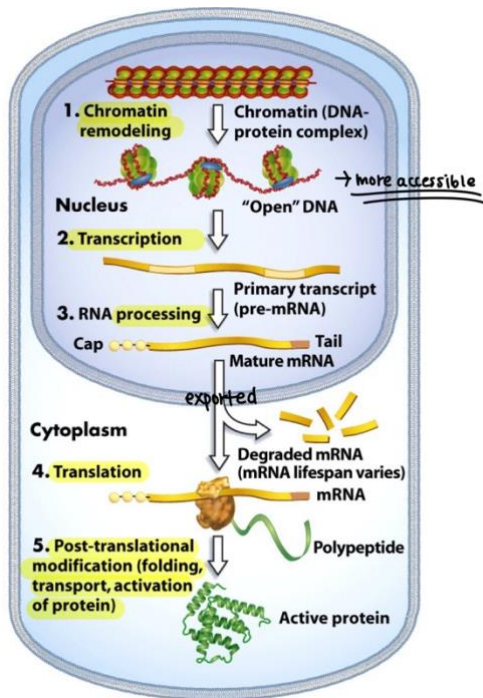 1. Chromatin
remodeling
Chromatin (DNA-
protein complex)
→ more accessible
Nucleus
"Open" DNA
2. Transcription
Primary transcript
(pre-mRNA)
3. RNA processing
Cap
Tail
Mature mRNA
exported
Cytoplasm
Degraded mRNA
(mRNA lifespan varies)
4. Translation
mRNA
Polypeptide
5. Post-translational
modification (folding,
transport, activation
of protein)
Active protein